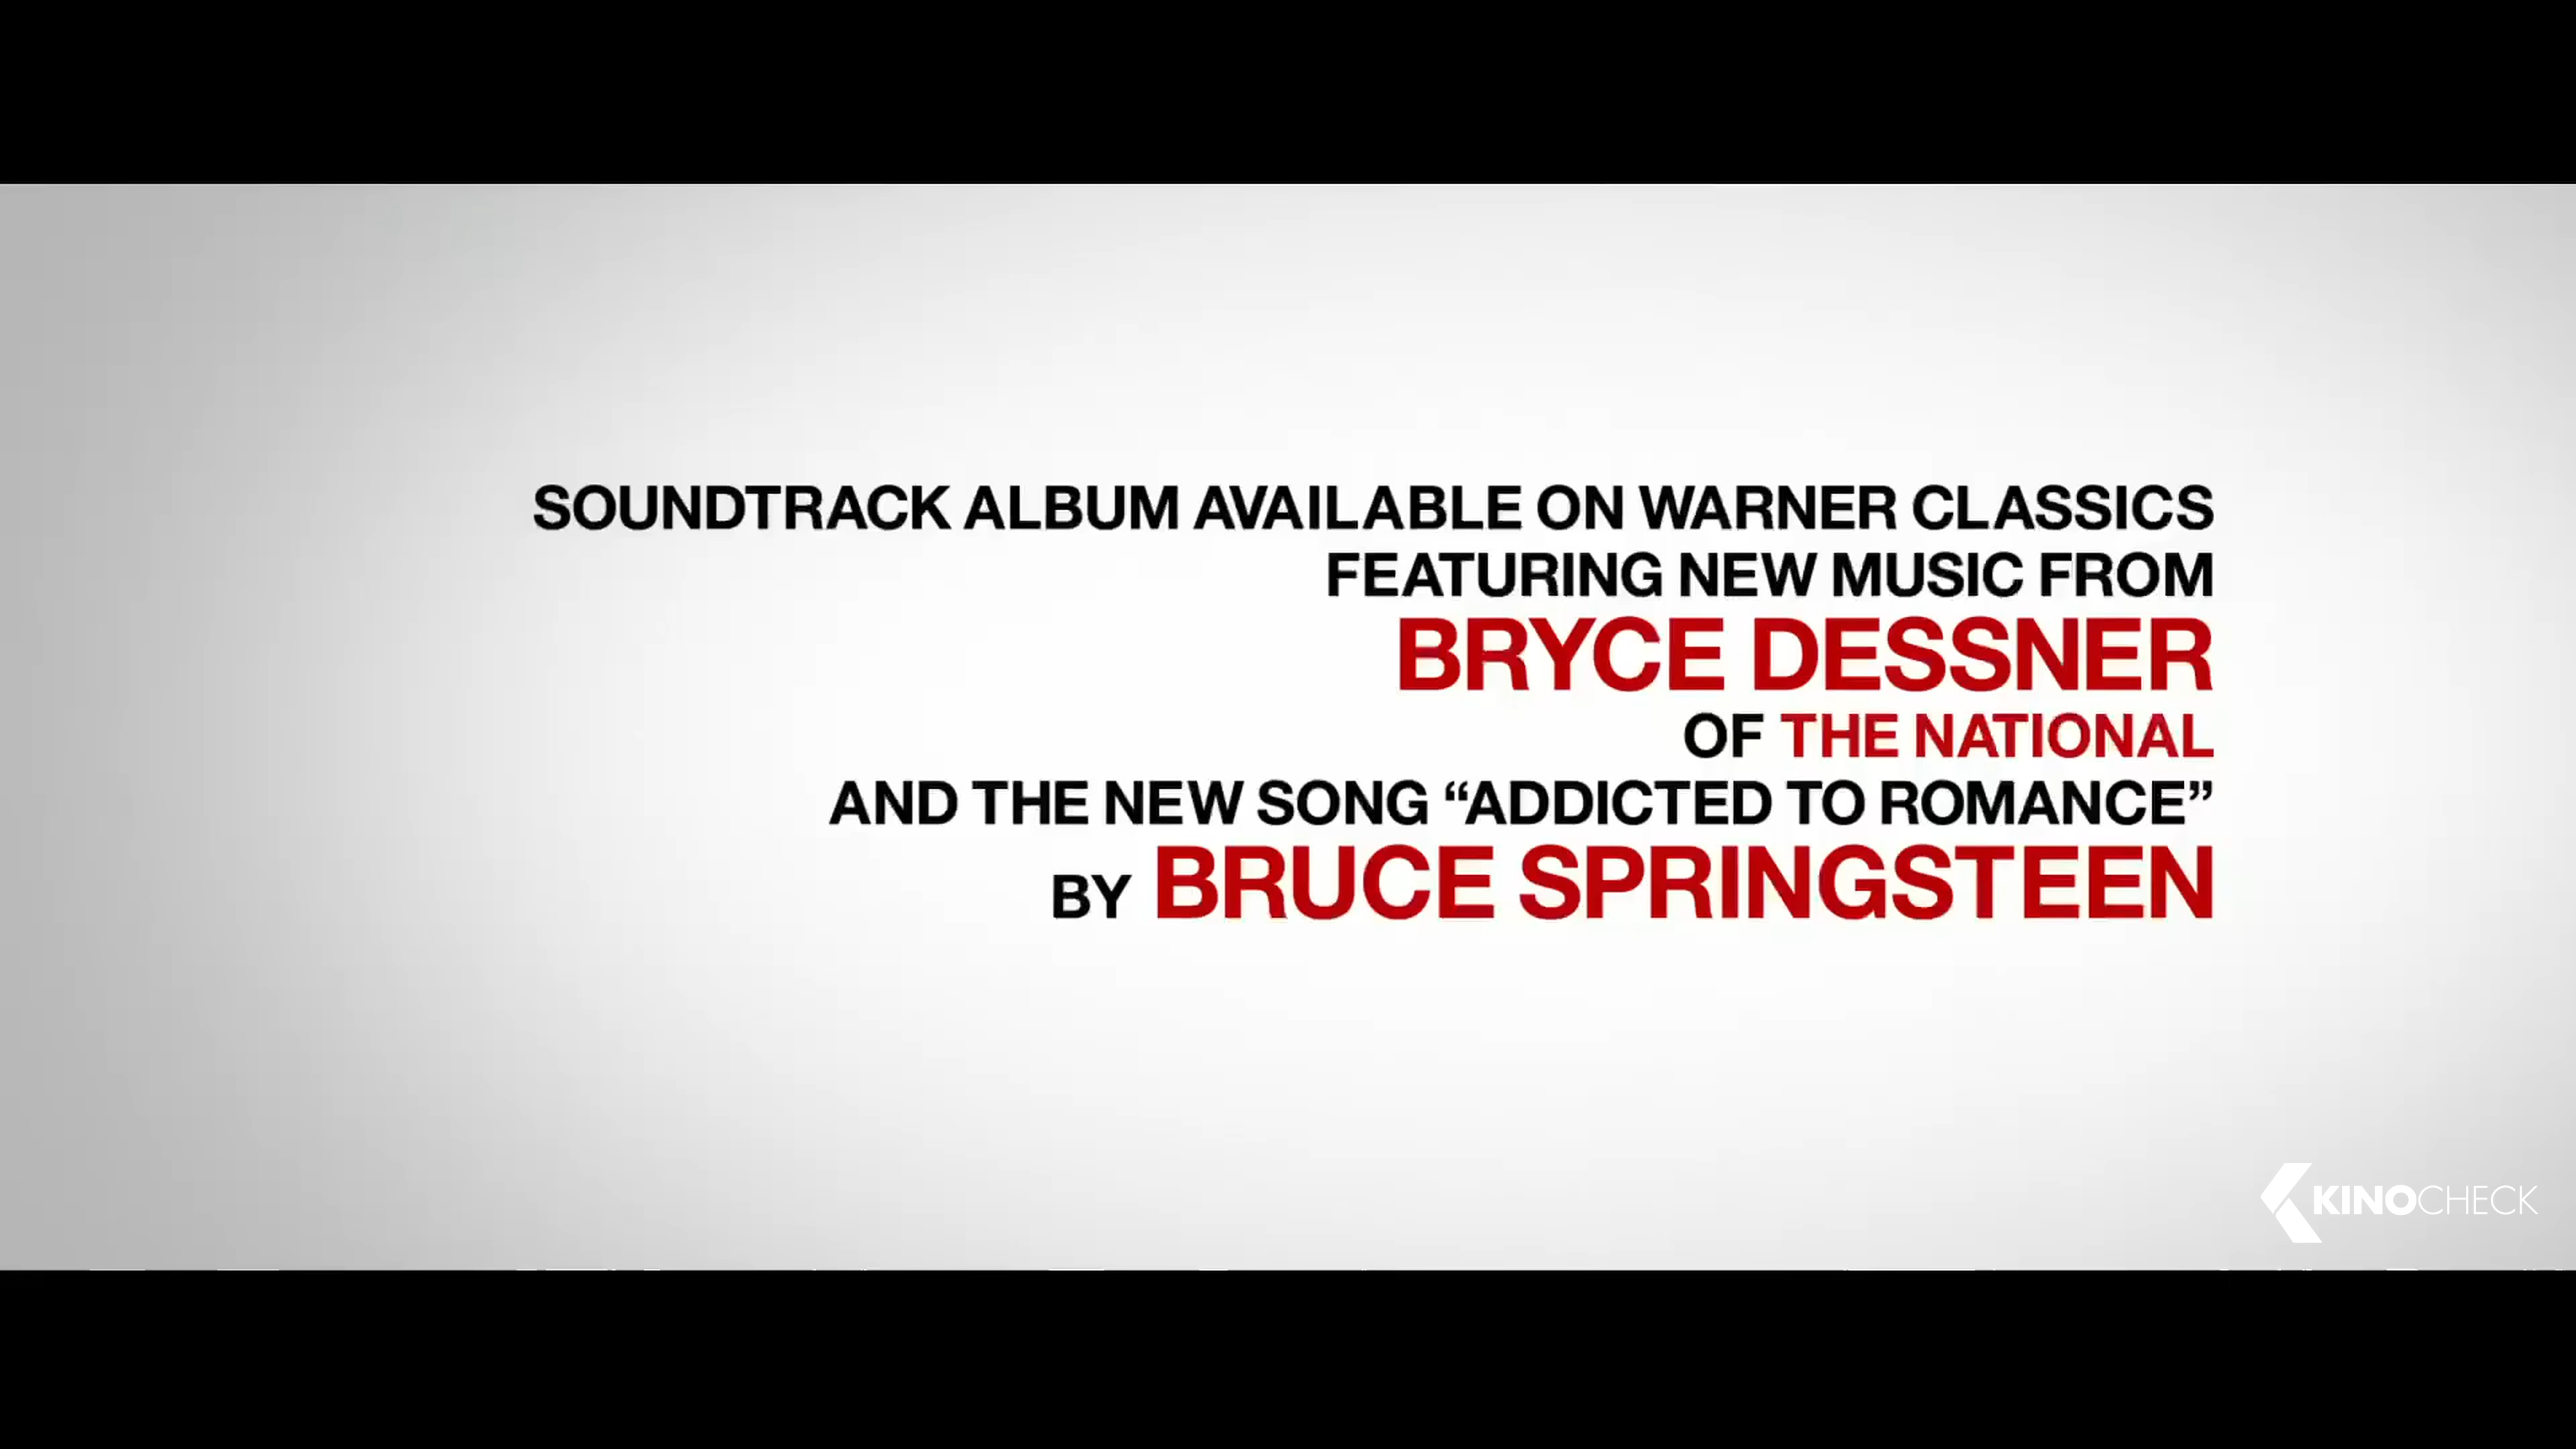 SOUNDTRACK ALBUM AVAILABLE ON WARNER CLASSICS
FEATURING NEW MUSIC FROM
BRYCE DESSNER
OF THE NATIONAL
AND THE NEW SONG “ADDICTED TO ROMANCE”
BY BRUCE SPRINGSTEEN
KINOCHECK